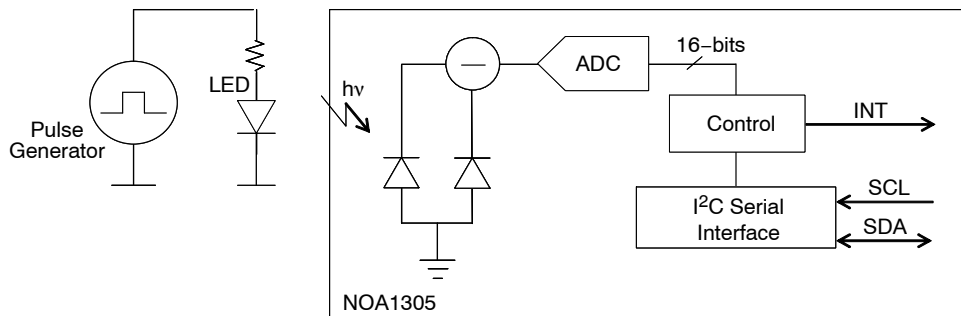 Pulse
Generator
LED
hν
—
ADC
16−bits
Control
INT
I²C Serial
Interface
SCL
SDA
NOA1305